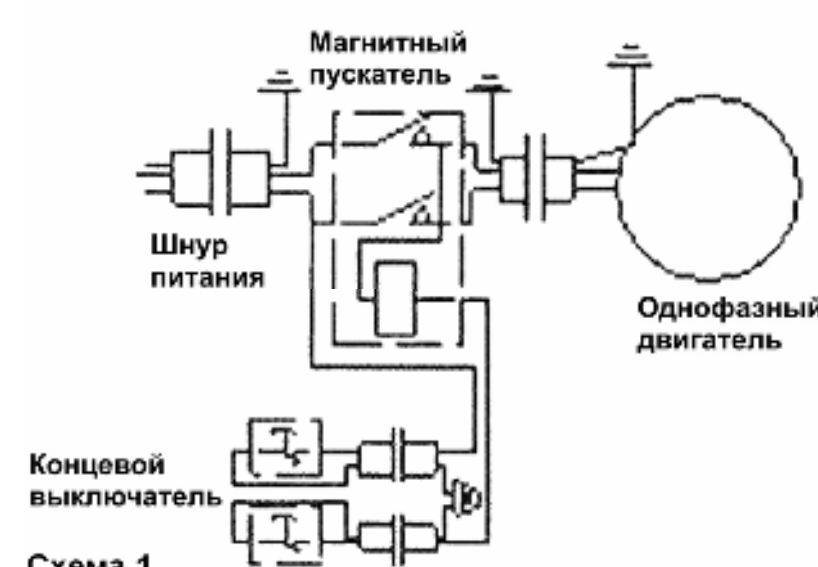 Магнитный
пускатель
Шнур
питания
Однофазный
двигатель
Концевой
выключатель
Схема 1